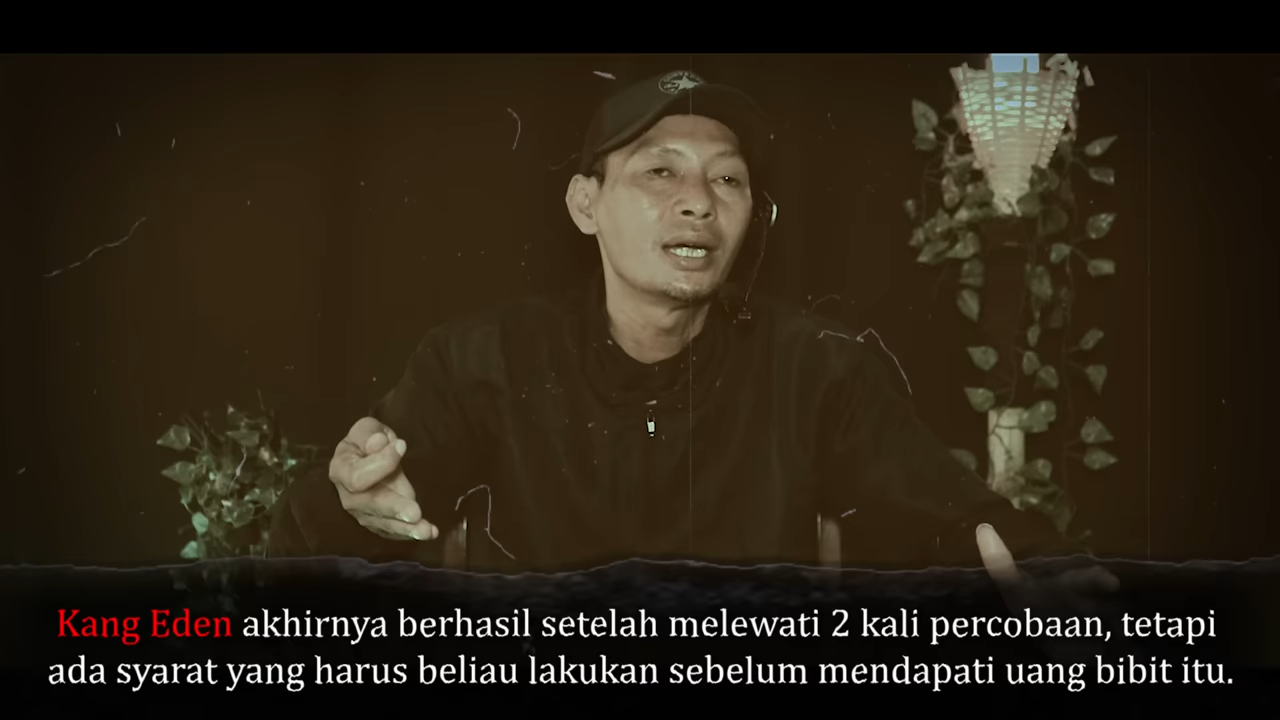 Kang Eden akhirnya berhasil setelah melewati 2 kali percobaan, tetapi
ada syarat yang harus beliau lakukan sebelum mendapati uang bibit itu.